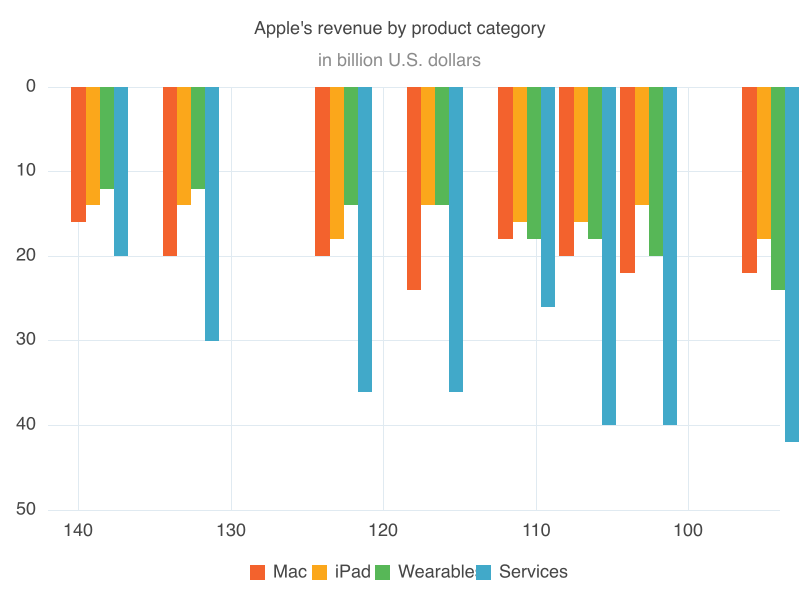 Apple's revenue by product category
in billion U.S. dollars
0
10
20
30
40
50
140 130 120 110 100
Mac iPad Wearables Services